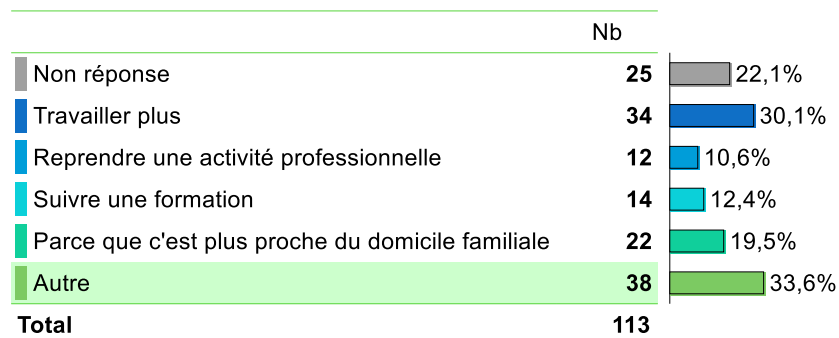 Nb
Non réponse 25 22,1%
Travailler plus 34 30,1%
Reprendre une activité professionnelle 12 10,6%
Suivre une formation 14 12,4%
Parce que c'est plus proche du domicile familiale 22 19,5%
Autre 38 33,6%
Total 113